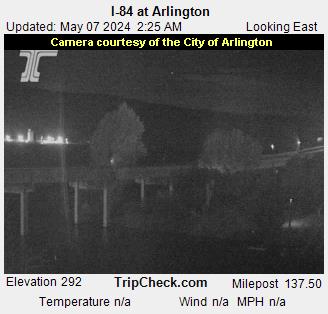 I-84 at Arlington
Updated: May 07 2024 2:25 AM Looking East
Camera courtesy of the City of Arlington
Elevation 292 TripCheck.com Milepost 137.50
Temperature n/a Wind n/a MPH n/a